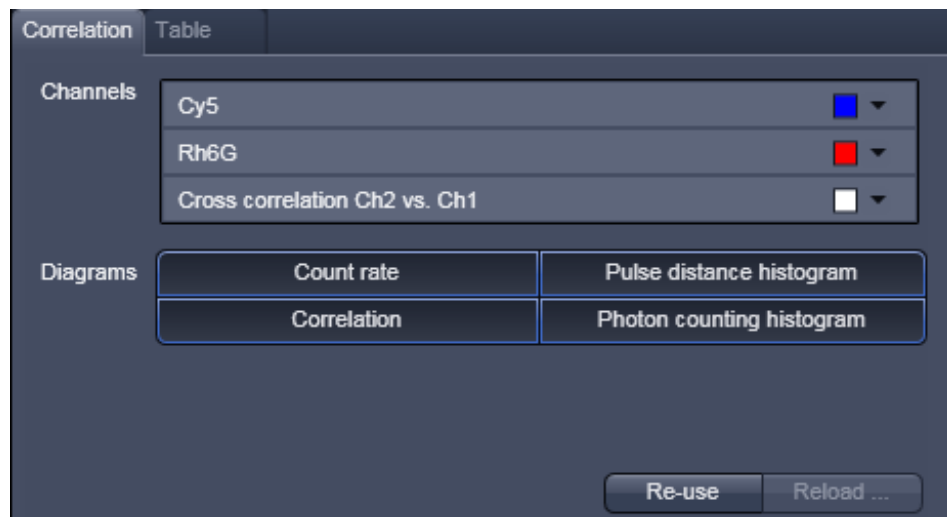 Correlation Table
Channels
Cy5
Rh6G
Cross correlation Ch2 vs. Ch1
Diagrams
Count rate Pulse distance histogram
Correlation Photon counting histogram
Re-use Reload ...